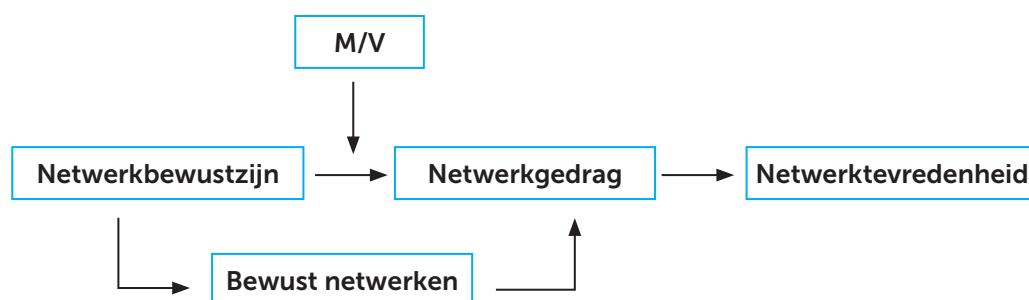 M/V
Netwerkbewustzijn
Netwerkgedrag
Netwerktevredenheid
Bewust netwerken